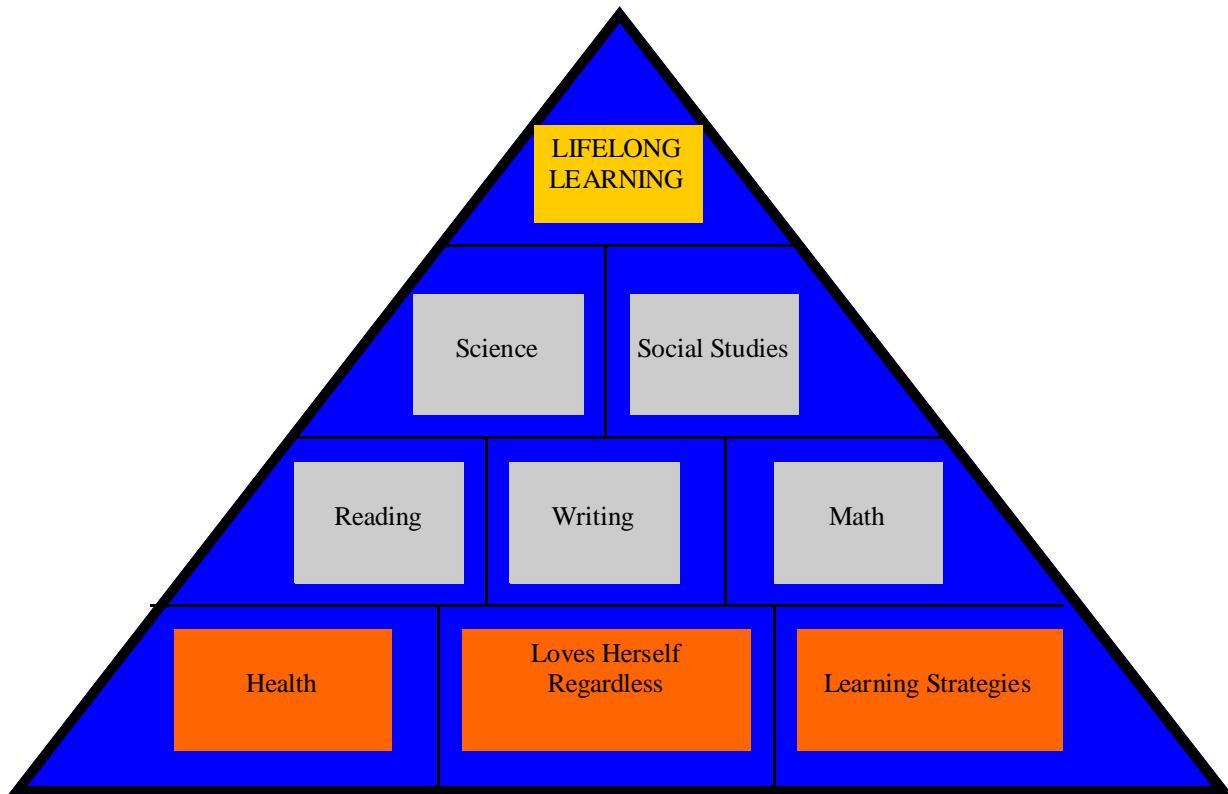 LIFELONG
LEARNING
Science
Social Studies
Reading
Writing
Math
Health
Loves Herself
Regardless
Learning Strategies